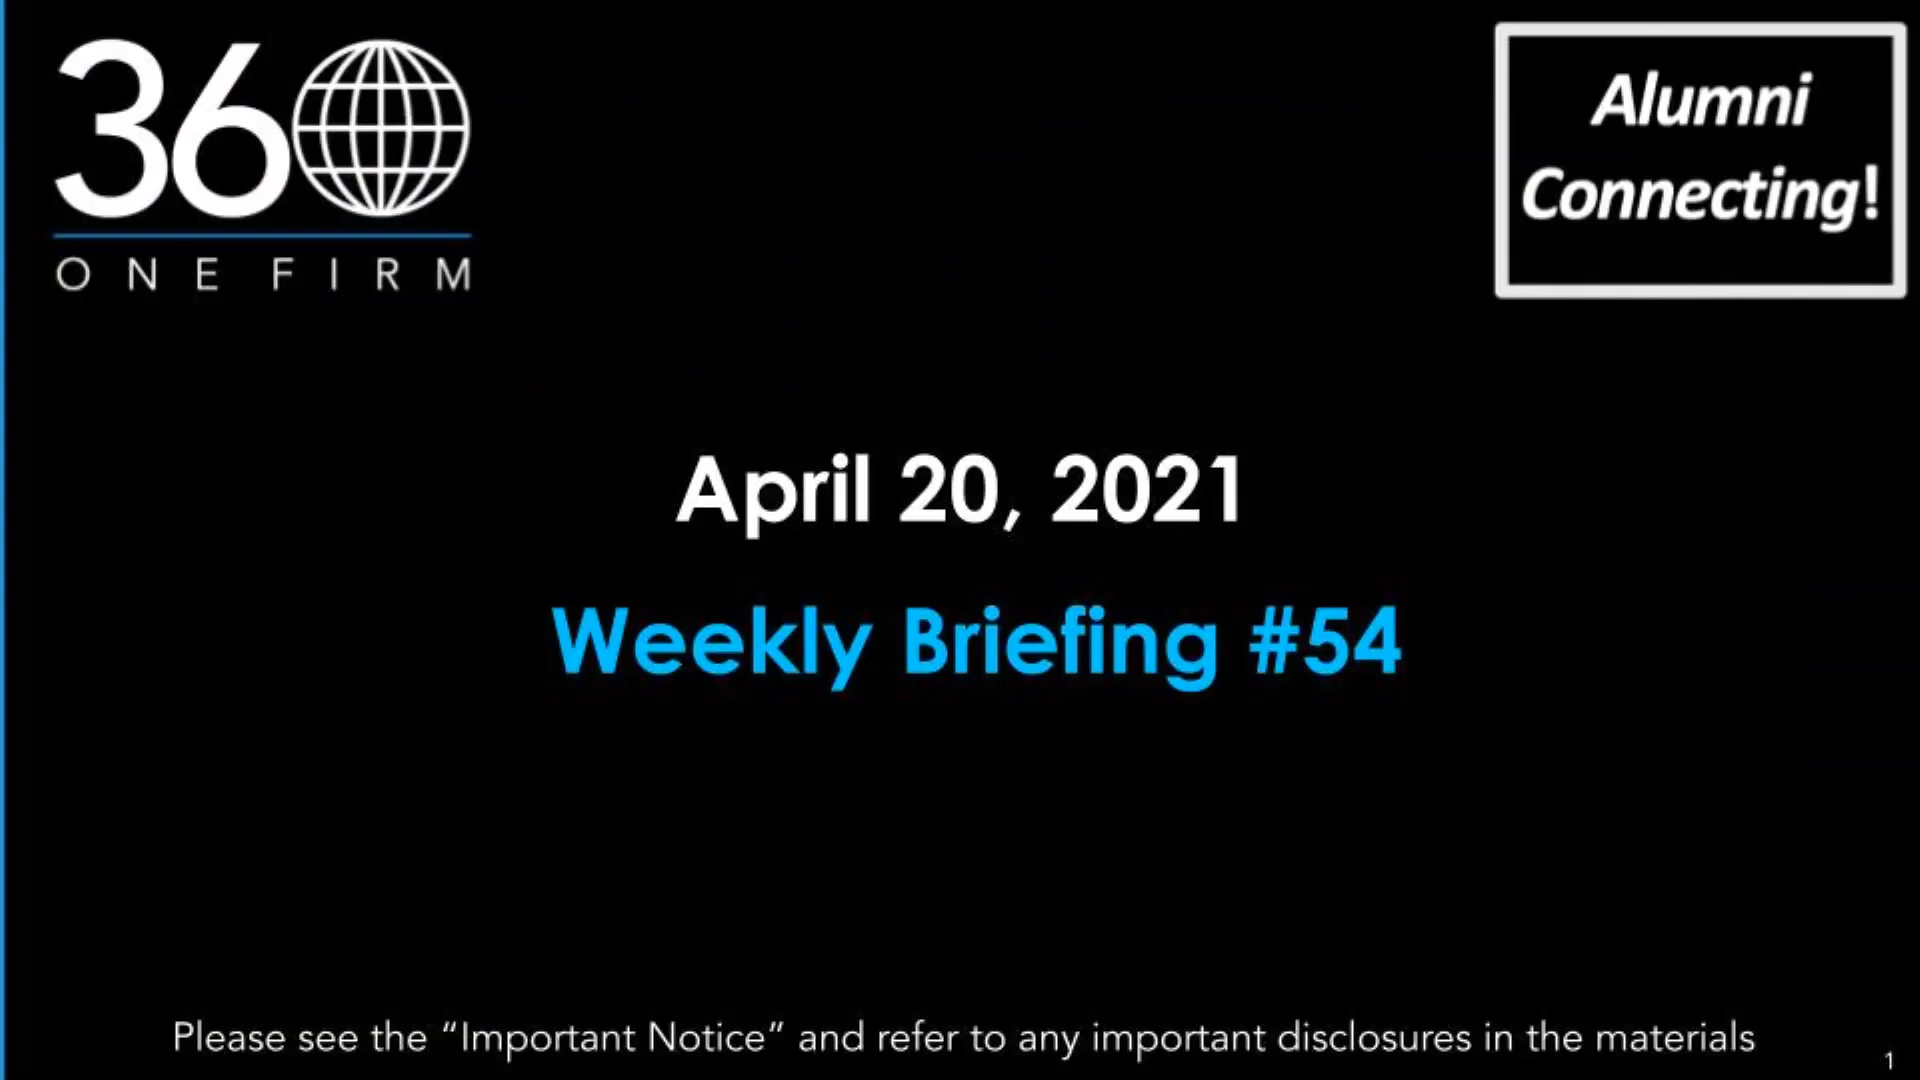 360
ONE FIRM
Alumni
Connecting!
April 20, 2021
Weekly Briefing #54
Please see the “Important Notice” and refer to any important disclosures in the materials
1